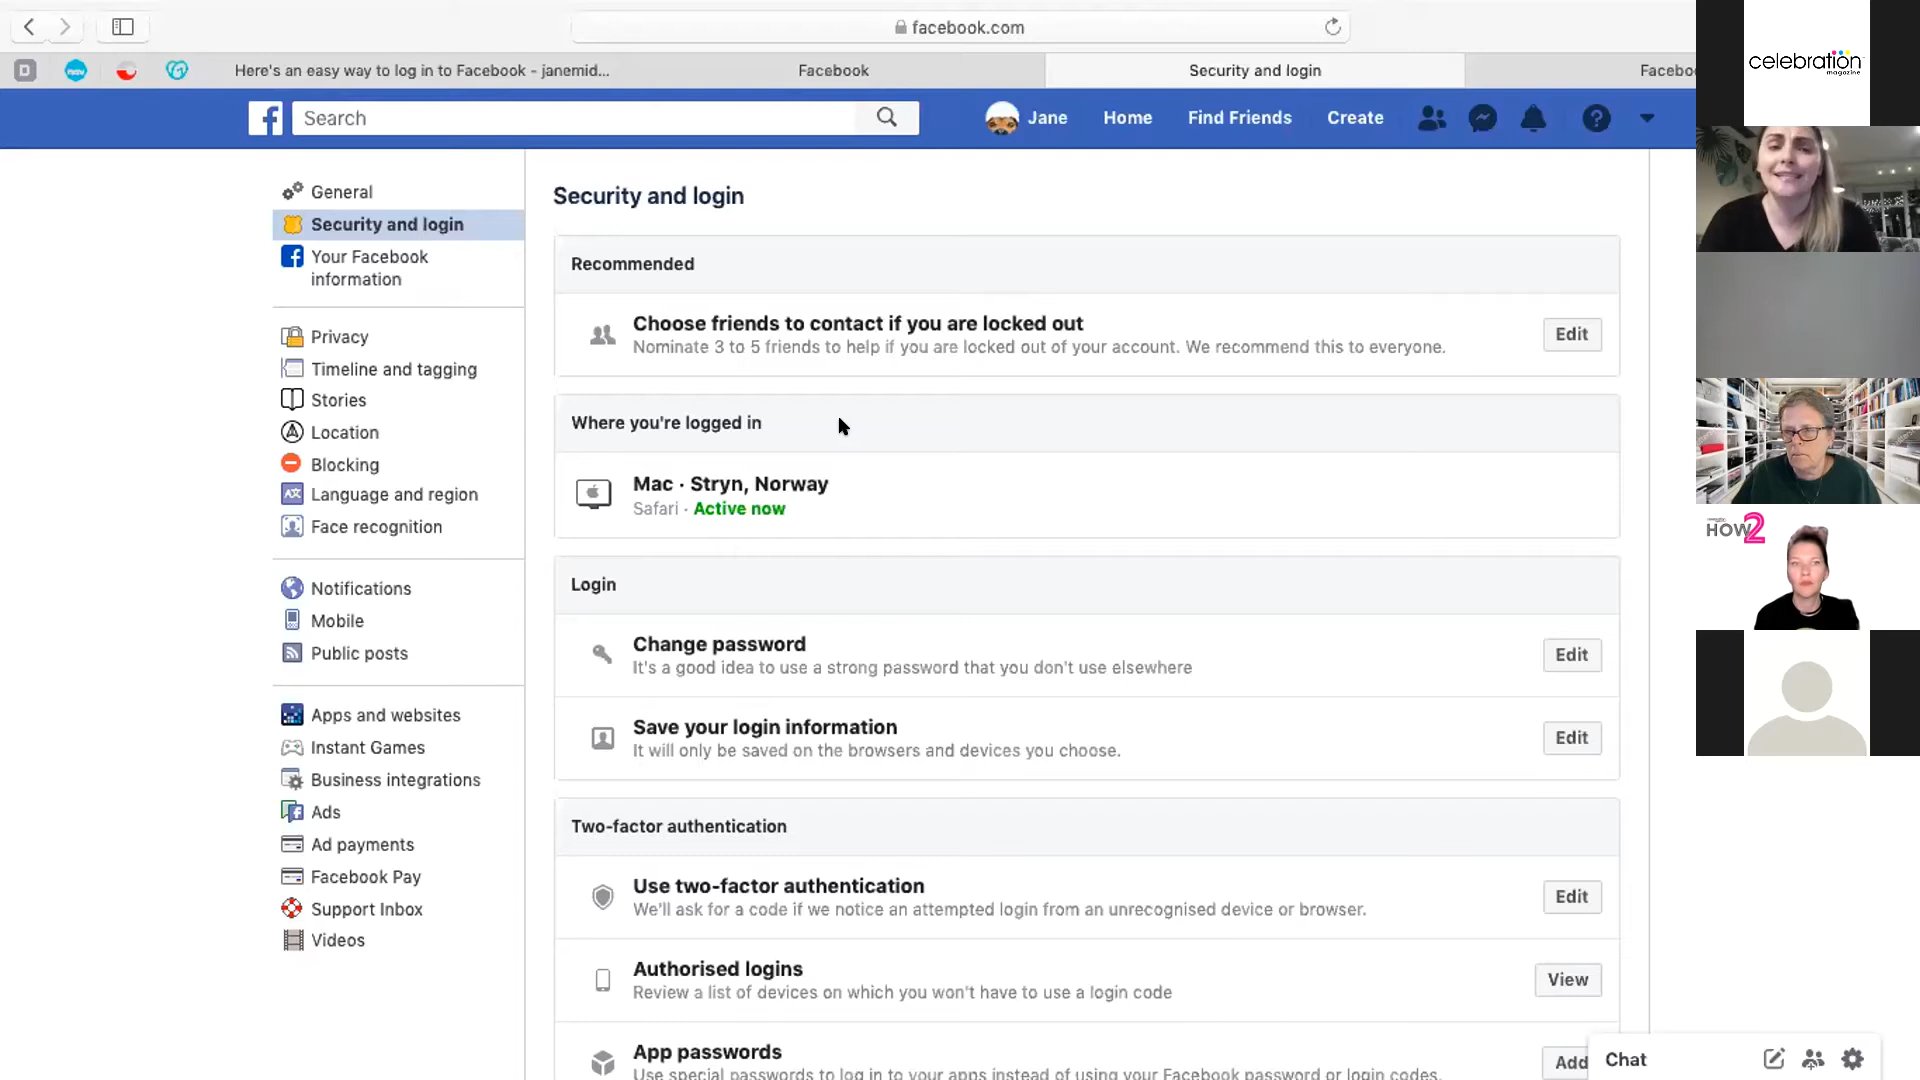 facebook.com
D
nav
Here's an easy way to log in to Facebook - janemid...
Facebook
Security and login
Facebo
Search
Jane
Home
Find Friends
Create
General
Security and login
Your Facebook
information
Privacy
Timeline and tagging
Stories
Location
Blocking
Language and region
Face recognition
Notifications
Mobile
Public posts
Apps and websites
Instant Games
Business integrations
Ads
Ad payments
Facebook Pay
Support Inbox
Videos
Security and login
Recommended
Choose friends to contact if you are locked out
Nominate 3 to 5 friends to help if you are locked out of your account. We recommend this to everyone.
Edit
Where you're logged in
Mac · Stryn, Norway
Safari · Active now
Login
Change password
It's a good idea to use a strong password that you don't use elsewhere
Edit
Save your login information
It will only be saved on the browsers and devices you choose.
Edit
Two-factor authentication
Use two-factor authentication
We'll ask for a code if we notice an attempted login from an unrecognised device or browser.
Edit
Authorised logins
Review a list of devices on which you won't have to use a login code
View
App passwords
Use special passwords to log in to your apps instead of using your Facebook password or login codes.
Add
Chat
celebration
magazine
HOW2